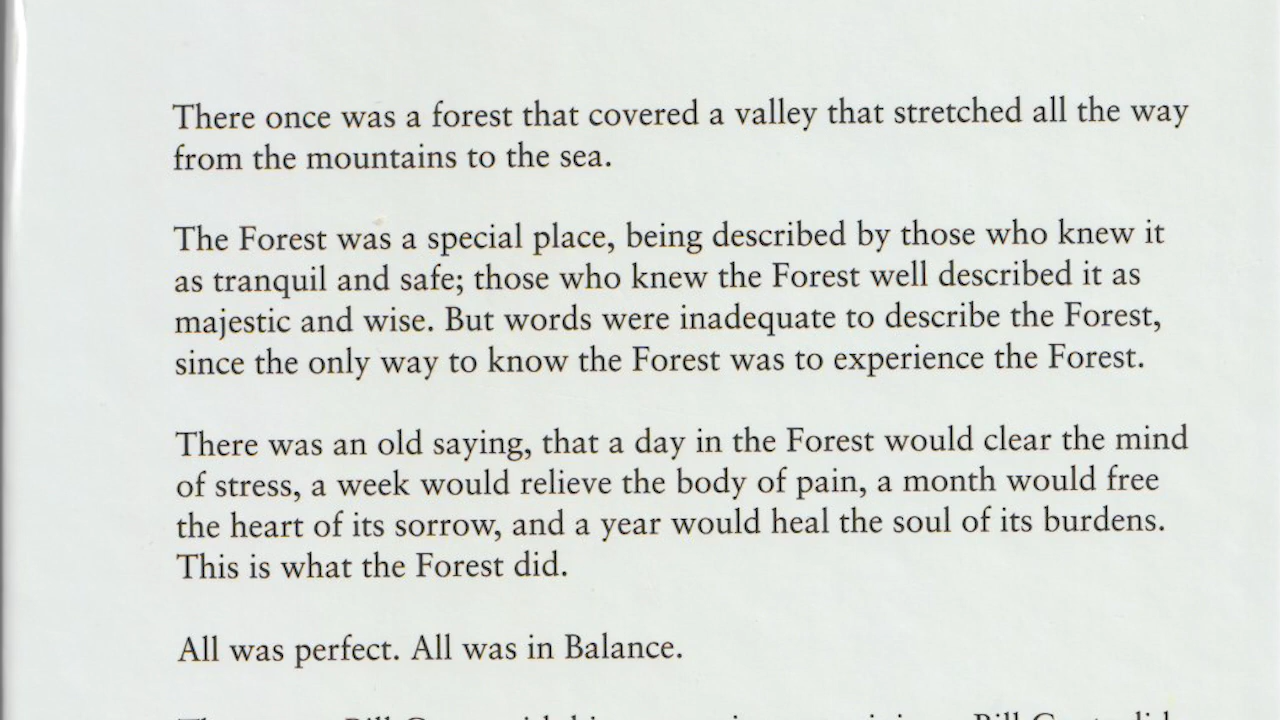 There once was a forest that covered a valley that stretched all the way
from the mountains to the sea.
The Forest was a special place, being described by those who knew it
as tranquil and safe; those who knew the Forest well described it as
majestic and wise. But words were inadequate to describe the Forest,
since the only way to know the Forest was to experience the Forest.
There was an old saying, that a day in the Forest would clear the mind
of stress, a week would relieve the body of pain, a month would free
the heart of its sorrow, and a year would heal the soul of its burdens.
This is what the Forest did.
All was perfect. All was in Balance.